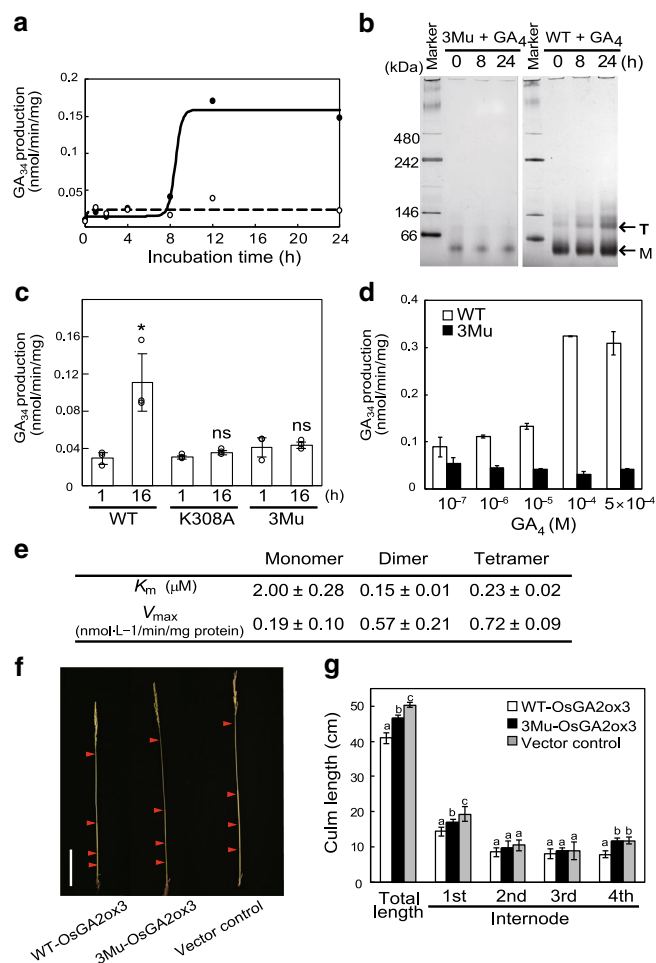 a
GA34 production
(nmol/min/mg)
0.15
0.1
0.05
0
0 4 8 12 16 20 24
Incubation time (h)
b
Marker
3Mu + GA4
Marker
WT + GA4
(kDa)
0 8 24
0 8 24 (h)
480
242
146
66
T
M
c
GA34 production
(nmol/min/mg)
0.16
0.12
0.08
0.04
0
*
ns
ns
1 16 1 16 1 16 (h)
WT K308A 3Mu
d
WT
3Mu
GA34 production
(nmol/min/mg)
0.3
0.2
0.1
0
10−7 10−6 10−5 10−4 5×10−4
GA4 (M)
e
Monomer Dimer Tetramer
Km (μM) 2.00 ± 0.28 0.15 ± 0.01 0.23 ± 0.02
Vmax
(nmol·L−1/min/mg protein) 0.19 ± 0.10 0.57 ± 0.21 0.72 ± 0.09
f
WT-OsGA2ox3
3Mu-OsGA2ox3
Vector control
g
WT-OsGA2ox3
3Mu-OsGA2ox3
Vector control
Culm length (cm)
50
40
30
20
10
0
a b c
a b c
a a a
a a a
a b b
Total length
1st 2nd 3rd 4th
Internode